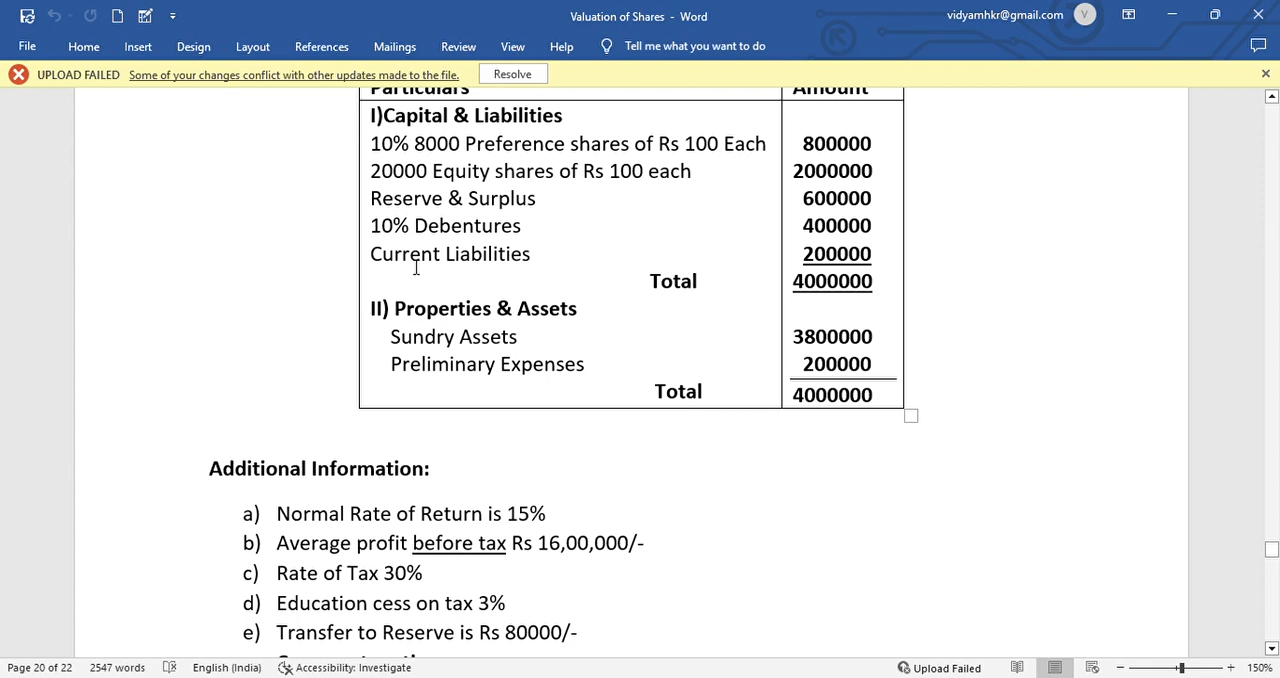 Valuation of Shares - Word
vidyamhkr@gmail.com V
File Home Insert Design Layout References Mailings Review View Help Tell me what you want to do
UPLOAD FAILED Some of your changes conflict with other updates made to the file. Resolve
Particulars Amount
I)Capital & Liabilities
10% 8000 Preference shares of Rs 100 Each 800000
20000 Equity shares of Rs 100 each 2000000
Reserve & Surplus 600000
10% Debentures 400000
Current Liabilities 200000
Total 4000000
II) Properties & Assets
Sundry Assets 3800000
Preliminary Expenses 200000
Total 4000000
Additional Information:
a) Normal Rate of Return is 15%
b) Average profit before tax Rs 16,00,000/-
c) Rate of Tax 30%
d) Education cess on tax 3%
e) Transfer to Reserve is Rs 80000/-
Page 20 of 22 2547 words English (India) Accessibility: Investigate Upload Failed 150%